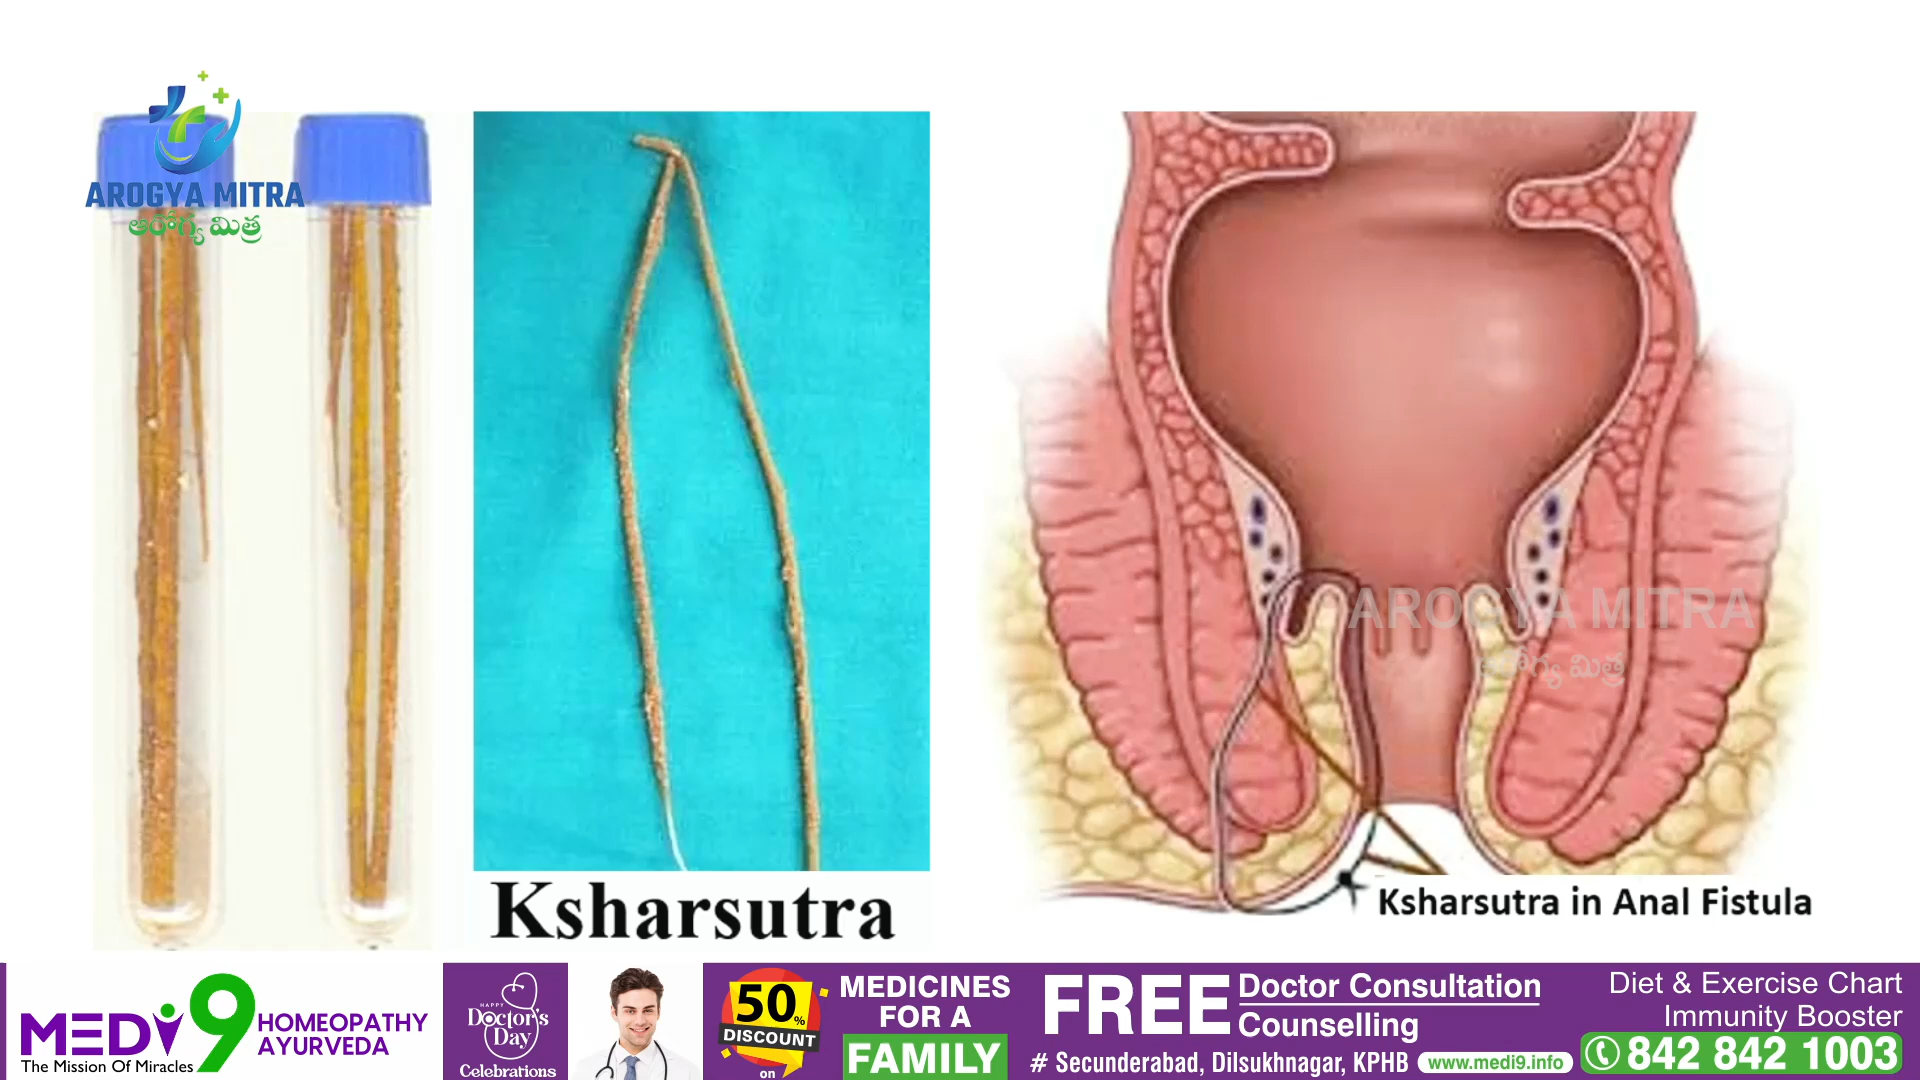 AROGYA MITRA
ఆరోగ్య మిత్ర
Ksharsutra
AROGYA MITRA
ఆరోగ్య మిత్ర
Ksharsutra in Anal Fistula
MEDi9
HOMEOPATHY
AYURVEDA
The Mission Of Miracles
HAPPY
Doctor's
Day
Celebrations
50%
DISCOUNT
on
MEDICINES
FOR A
FAMILY
FREE
Doctor Consultation
Counselling
# Secunderabad, Dilsukhnagar, KPHB www.medi9.info
Diet & Exercise Chart
Immunity Booster
842 842 1003